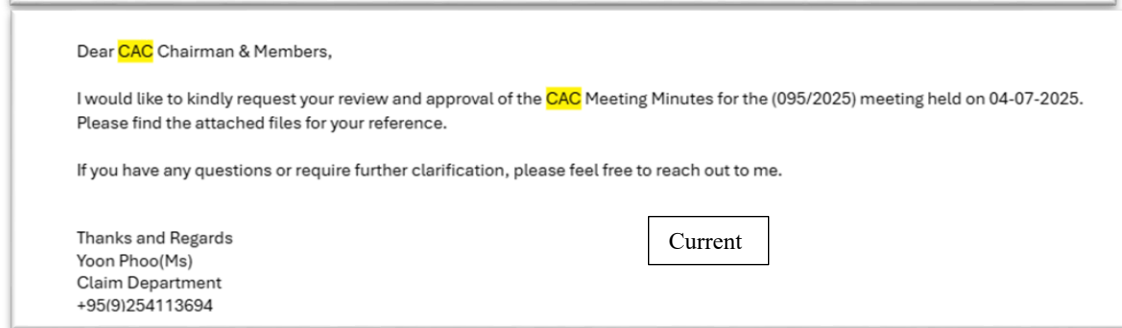 Dear CAC Chairman & Members,
I would like to kindly request your review and approval of the CAC Meeting Minutes for the (095/2025) meeting held on 04-07-2025.
Please find the attached files for your reference.
If you have any questions or require further clarification, please feel free to reach out to me.
Thanks and Regards
Current
Yoon Phoo(Ms)
Claim Department
+95(9)254113694